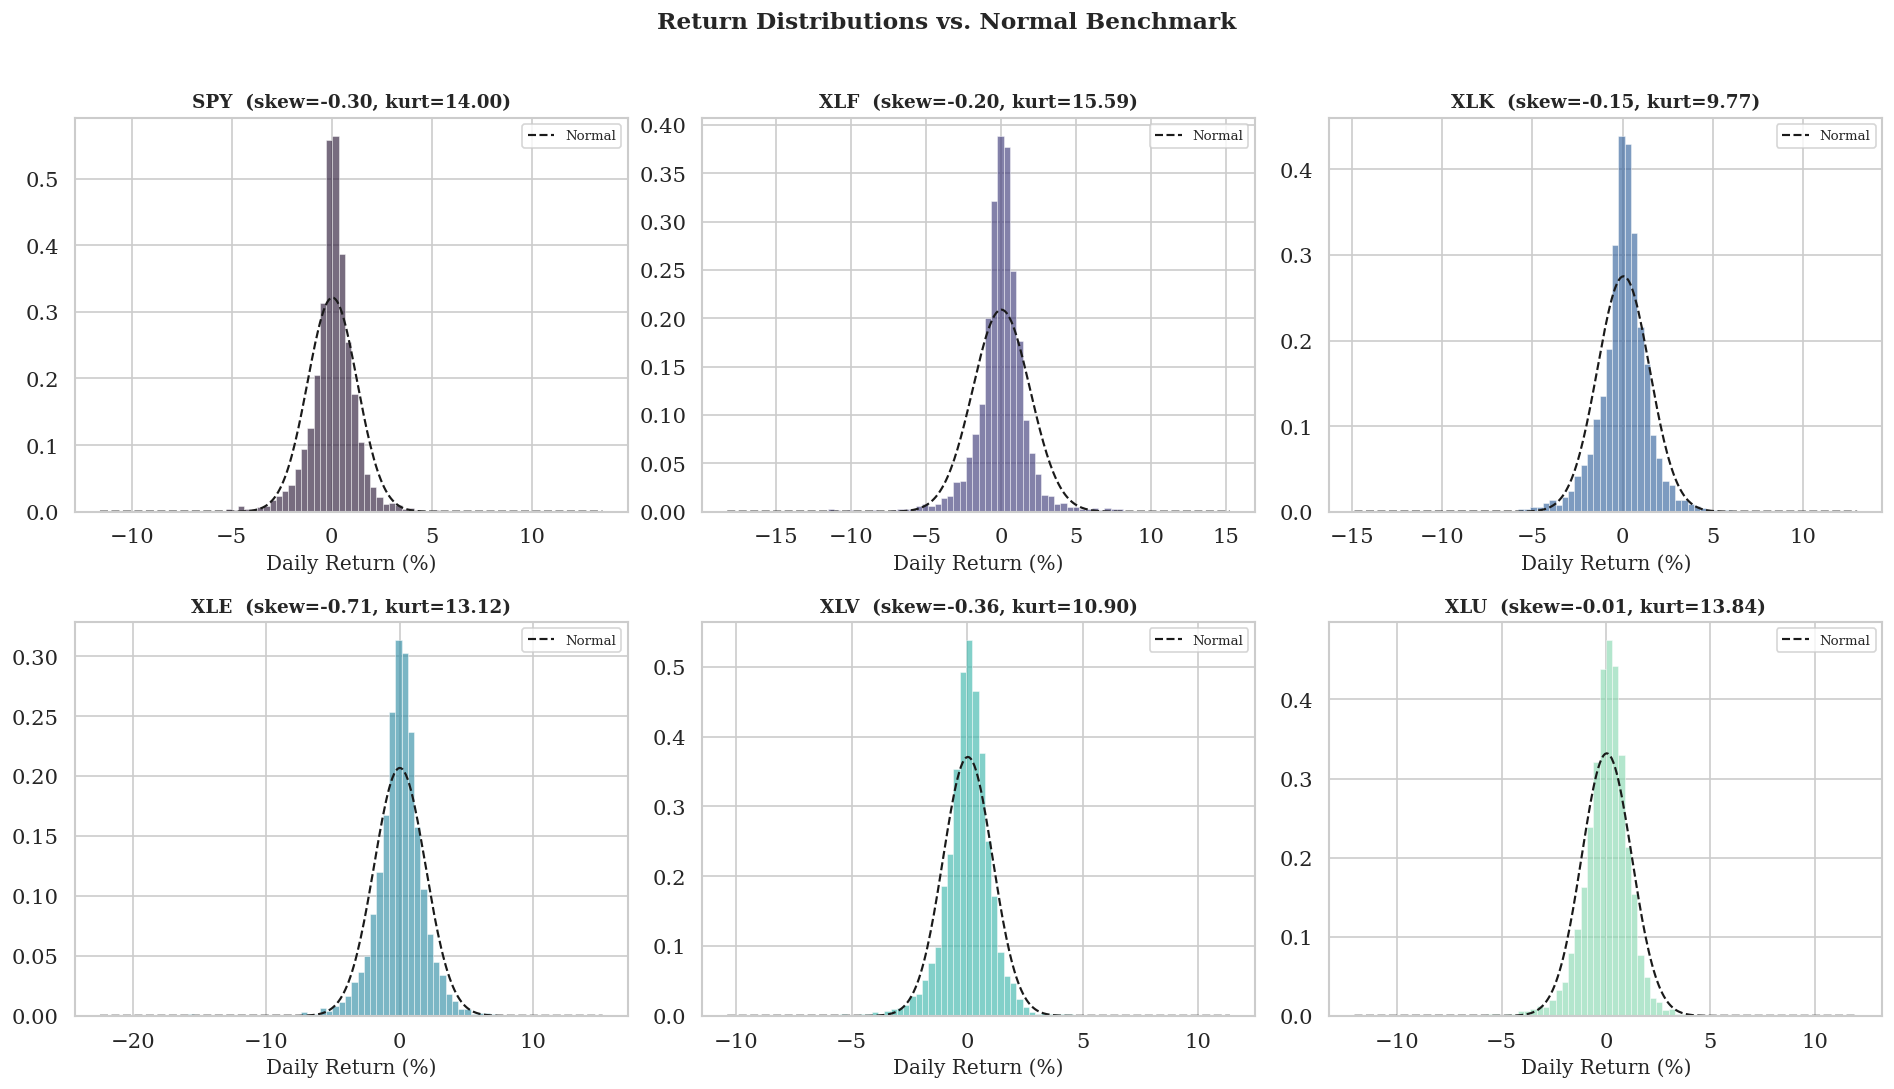 Return Distributions vs. Normal Benchmark
SPY  (skew=-0.30, kurt=14.00)
Normal
0.5
0.4
0.3
0.2
0.1
0.0
−10 −5 0 5 10
Daily Return (%)
XLF  (skew=-0.20, kurt=15.59)
Normal
0.40
0.35
0.30
0.25
0.20
0.15
0.10
0.05
0.00
−15 −10 −5 0 5 10 15
Daily Return (%)
XLK  (skew=-0.15, kurt=9.77)
Normal
0.4
0.3
0.2
0.1
0.0
−15 −10 −5 0 5 10
Daily Return (%)
XLE  (skew=-0.71, kurt=13.12)
Normal
0.30
0.25
0.20
0.15
0.10
0.05
0.00
−20 −10 0 10
Daily Return (%)
XLV  (skew=-0.36, kurt=10.90)
Normal
0.5
0.4
0.3
0.2
0.1
0.0
−10 −5 0 5 10
Daily Return (%)
XLU  (skew=-0.01, kurt=13.84)
Normal
0.4
0.3
0.2
0.1
0.0
−10 −5 0 5 10
Daily Return (%)